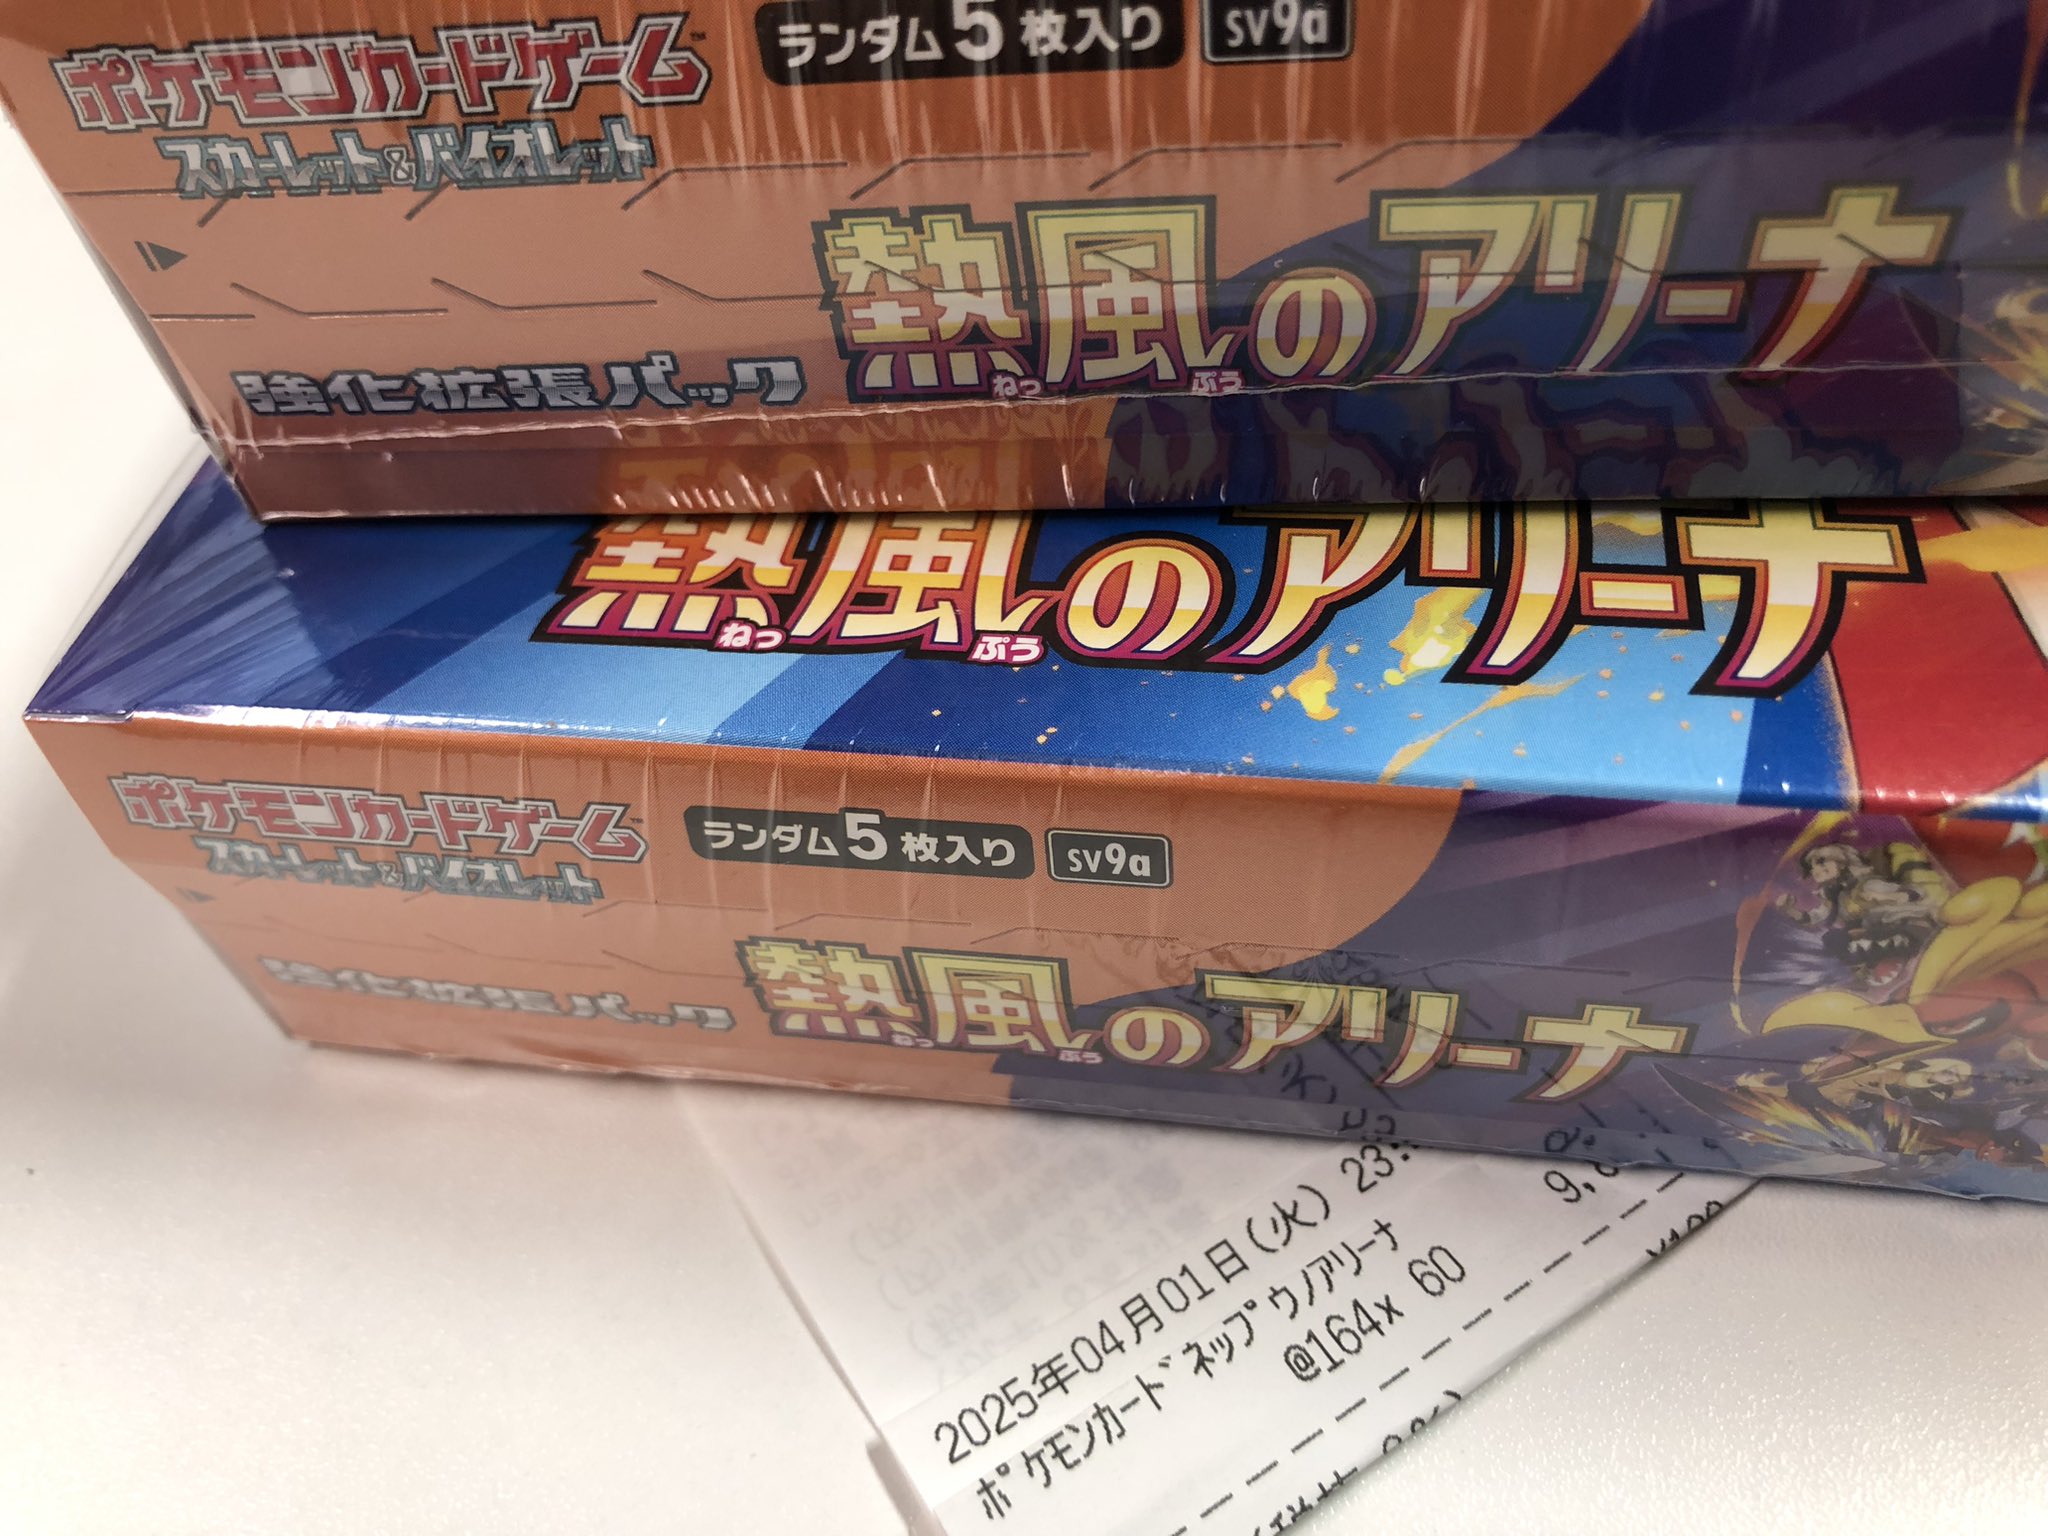 ポケモンカードゲーム
スカーレット&バイオレット
ランダム5枚入り
SV9a
強化拡張パック
熱風のアリーナ
ねっ ぷう
熱風のアリーナ
ねっ ぷう
ポケモンカードゲーム
スカーレット&バイオレット
ランダム5枚入り
SV9a
強化拡張パック
熱風のアリーナ
ねっ ぷう
2025年04月01日(火) 23:
ポケモンカードネップウノアリーナ
@164x 60